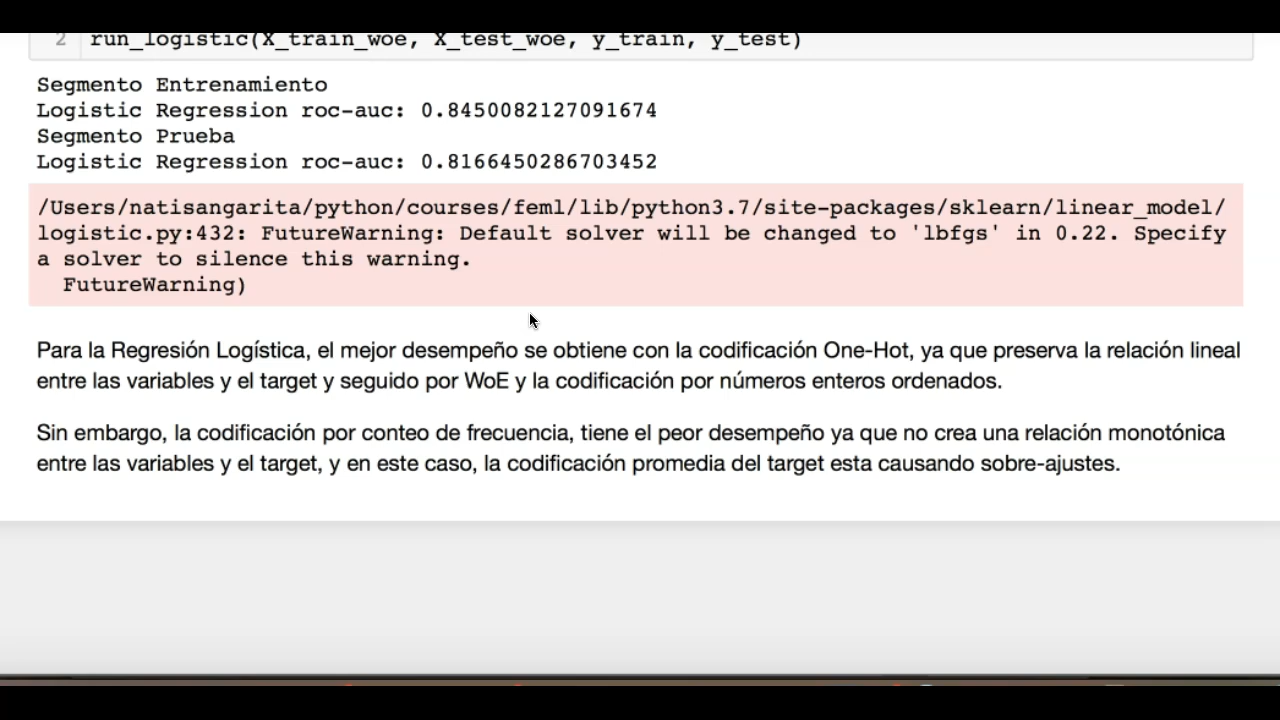 2 run_logistic(X_train_woe, X_test_woe, y_train, y_test)
Segmento Entrenamiento
Logistic Regression roc-auc: 0.8450082127091674
Segmento Prueba
Logistic Regression roc-auc: 0.8166450286703452
/Users/natisangarita/python/courses/feml/lib/python3.7/site-packages/sklearn/linear_model/
logistic.py:432: FutureWarning: Default solver will be changed to 'lbfgs' in 0.22. Specify
a solver to silence this warning.
FutureWarning)
Para la Regresión Logística, el mejor desempeño se obtiene con la codificación One-Hot, ya que preserva la relación lineal
entre las variables y el target y seguido por WoE y la codificación por números enteros ordenados.
Sin embargo, la codificación por conteo de frecuencia, tiene el peor desempeño ya que no crea una relación monotónica
entre las variables y el target, y en este caso, la codificación promedia del target esta causando sobre-ajustes.